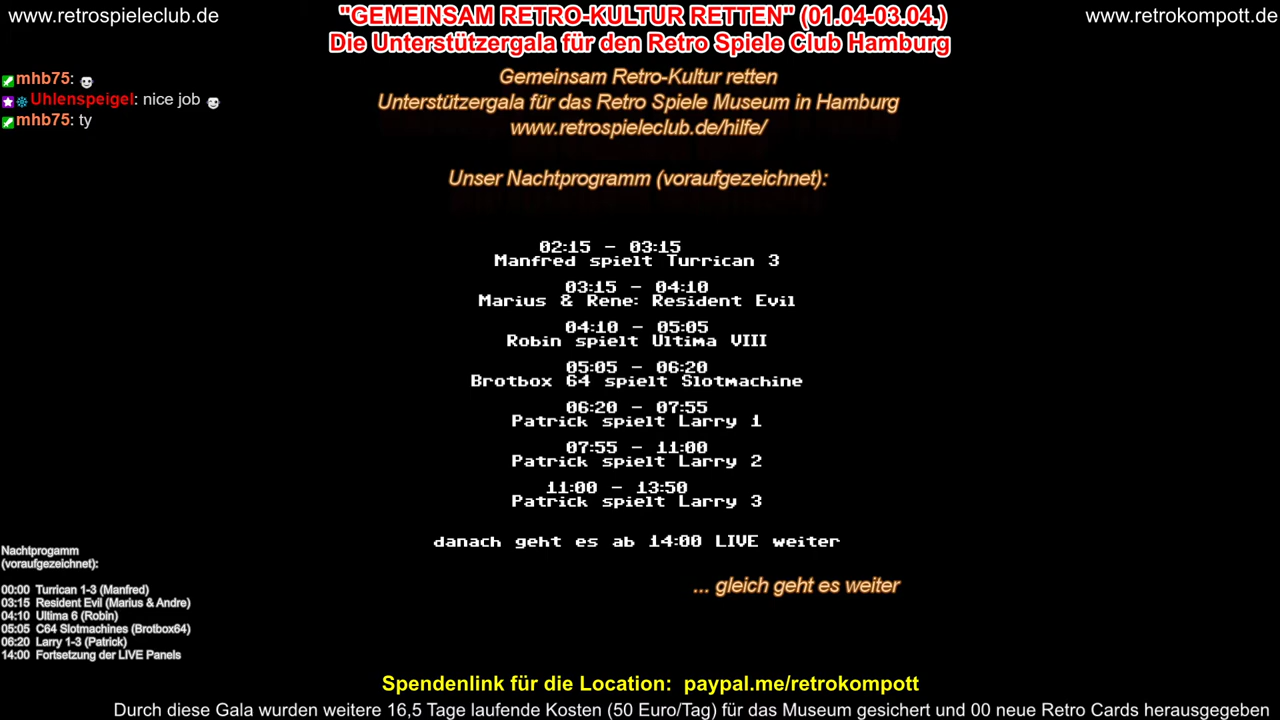 www.retrospieleclub.de
"GEMEINSAM RETRO-KULTUR RETTEN" (01.04-03.04.)
www.retrokompott.de
Die Unterstützergala für den Retro Spiele Club Hamburg
mhb75:
Uhlenspeigel: nice job
mhb75: ty
Gemeinsam Retro-Kultur retten
Unterstützergala für das Retro Spiele Museum in Hamburg
www.retrospieleclub.de/hilfe/
Unser Nachtprogramm (voraufgezeichnet):
02:15 - 03:15
Manfred spielt Turrican 3
03:15 - 04:10
Marius & Rene: Resident Evil
04:10 - 05:05
Robin spielt Ultima VIII
05:05 - 06:20
Brotbox 64 spielt Slotmachine
06:20 - 07:55
Patrick spielt Larry 1
07:55 - 11:00
Patrick spielt Larry 2
11:00 - 13:50
Patrick spielt Larry 3
danach geht es ab 14:00 LIVE weiter
... gleich geht es weiter
Nachtprogamm
(voraufgezeichnet):
00:00 Turrican 1-3 (Manfred)
03:15 Resident Evil (Marius & Andre)
04:10 Ultima 6 (Robin)
05:05 C64 Slotmachines (Brotbox64)
06:20 Larry 1-3 (Patrick)
14:00 Fortsetzung der LIVE Panels
Spendenlink für die Location: paypal.me/retrokompott
Durch diese Gala wurden weitere 16,5 Tage laufende Kosten (50 Euro/Tag) für das Museum gesichert und 00 neue Retro Cards herausgegeben